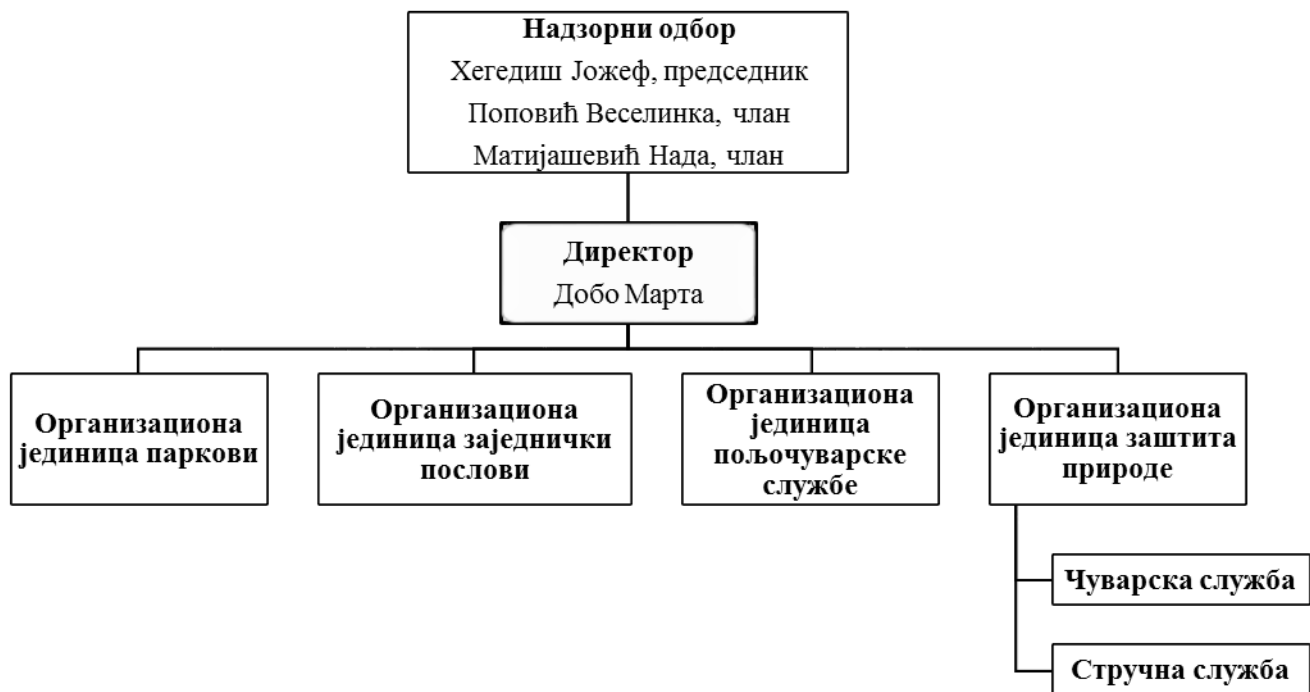 Надзорни одбор
Хегедиш Јожеф, председник
Поповић Веселинка, члан
Матијашевић Нада, члан
Директор
Добо Марта
Организациона
јединица паркови
Организациона
јединица заједнички
послови
Организациона
јединица
пољочуварске
службе
Организациона
јединица заштита
природе
Чуварска служба
Стручна служба